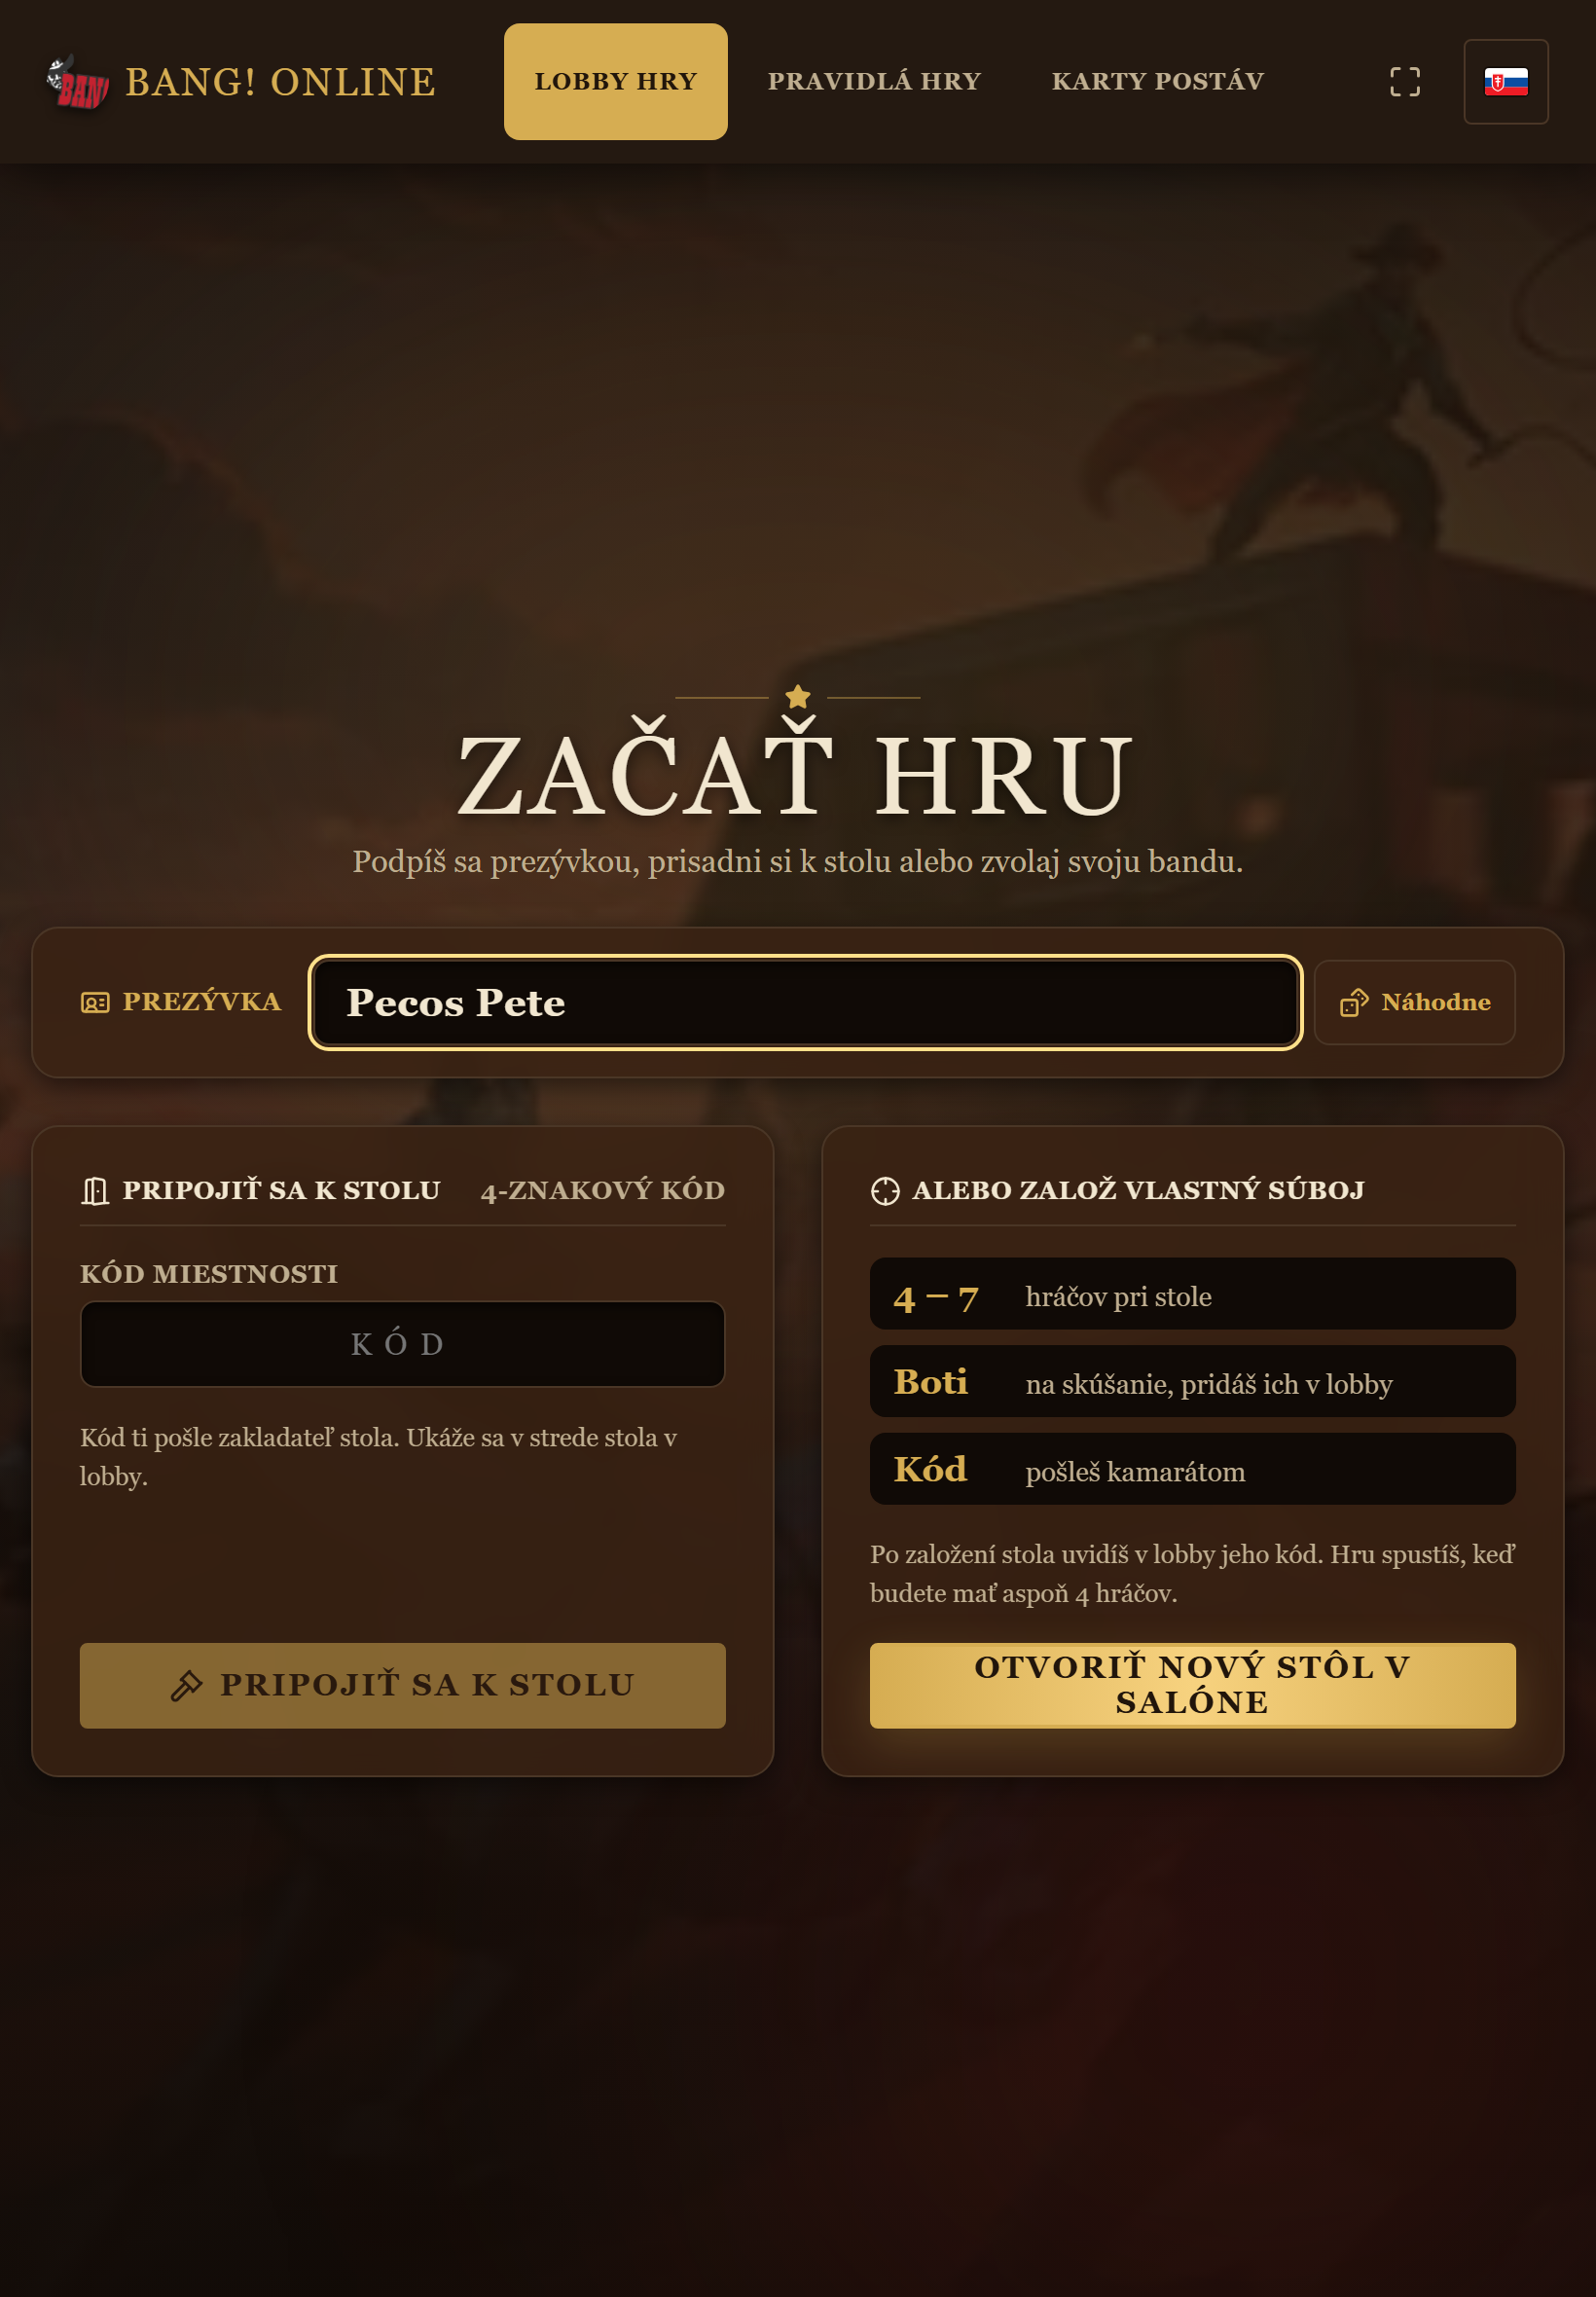 BANG! ONLINE
LOBBY HRY
PRAVIDLÁ HRY
KARTY POSTÁV
ZAČAŤ HRU
Podpíš sa prezývkou, prisadni si k stolu alebo zvolaj svoju bandu.
PREZÝVKA
Pecos Pete
Náhodne
PRIPOJIŤ SA K STOLU
4-ZNAKOVÝ KÓD
KÓD MIESTNOSTI
KÓD
Kód ti pošle zakladateľ stola. Ukáže sa v strede stola v
lobby.
PRIPOJIŤ SA K STOLU
ALEBO ZALOŽ VLASTNÝ SÚBOJ
4 – 7 hráčov pri stole
Boti na skúšanie, pridáš ich v lobby
Kód pošleš kamarátom
Po založení stola uvidíš v lobby jeho kód. Hru spustíš, keď
budete mať aspoň 4 hráčov.
OTVORIŤ NOVÝ STÔL V
SALÓNE